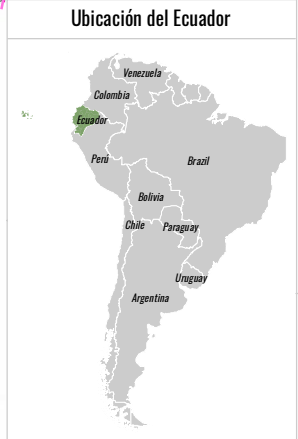 Ubicación del Ecuador
Venezuela
Colombia
Ecuador
Perú
Brazil
Bolivia
Chile
Paraguay
Uruguay
Argentina